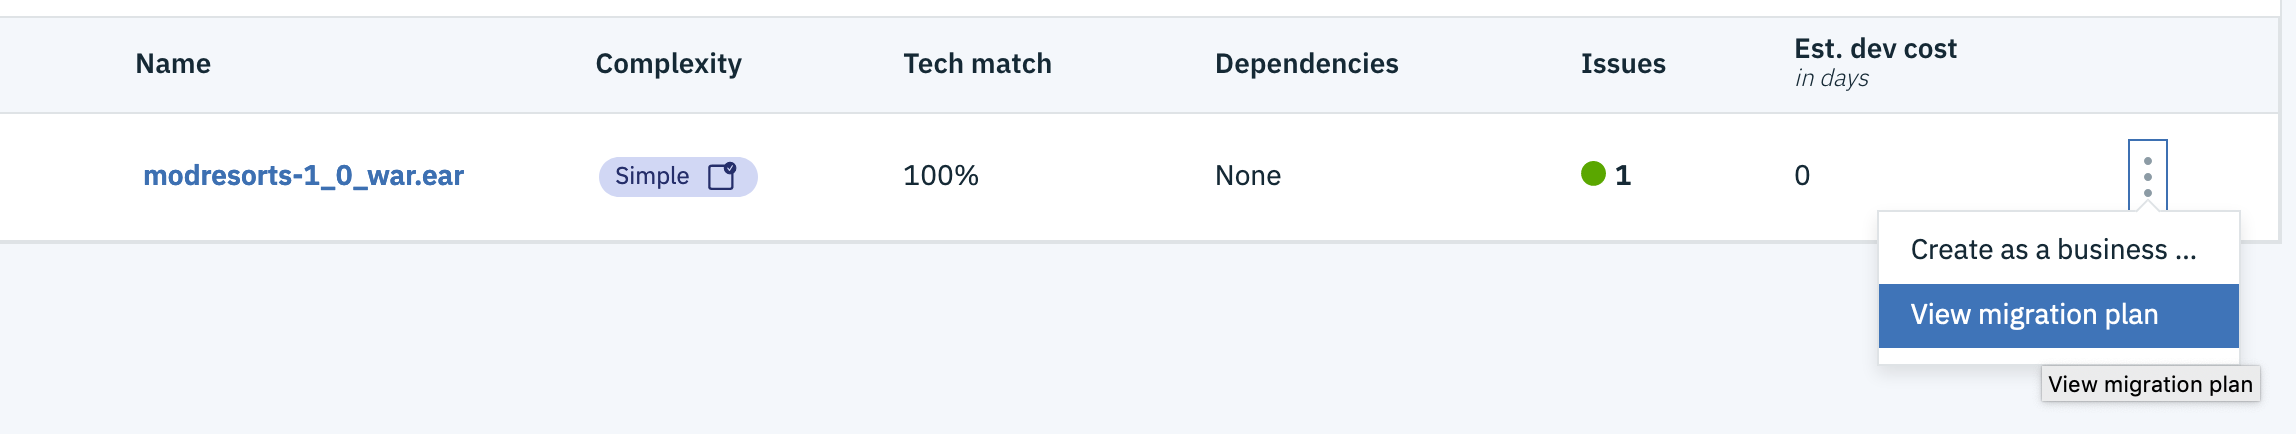 Name Complexity Tech match Dependencies Issues Est. dev cost
in days
modresorts-1_0_war.ear Simple 100% None 1 0
Create as a business ...
View migration plan
View migration plan